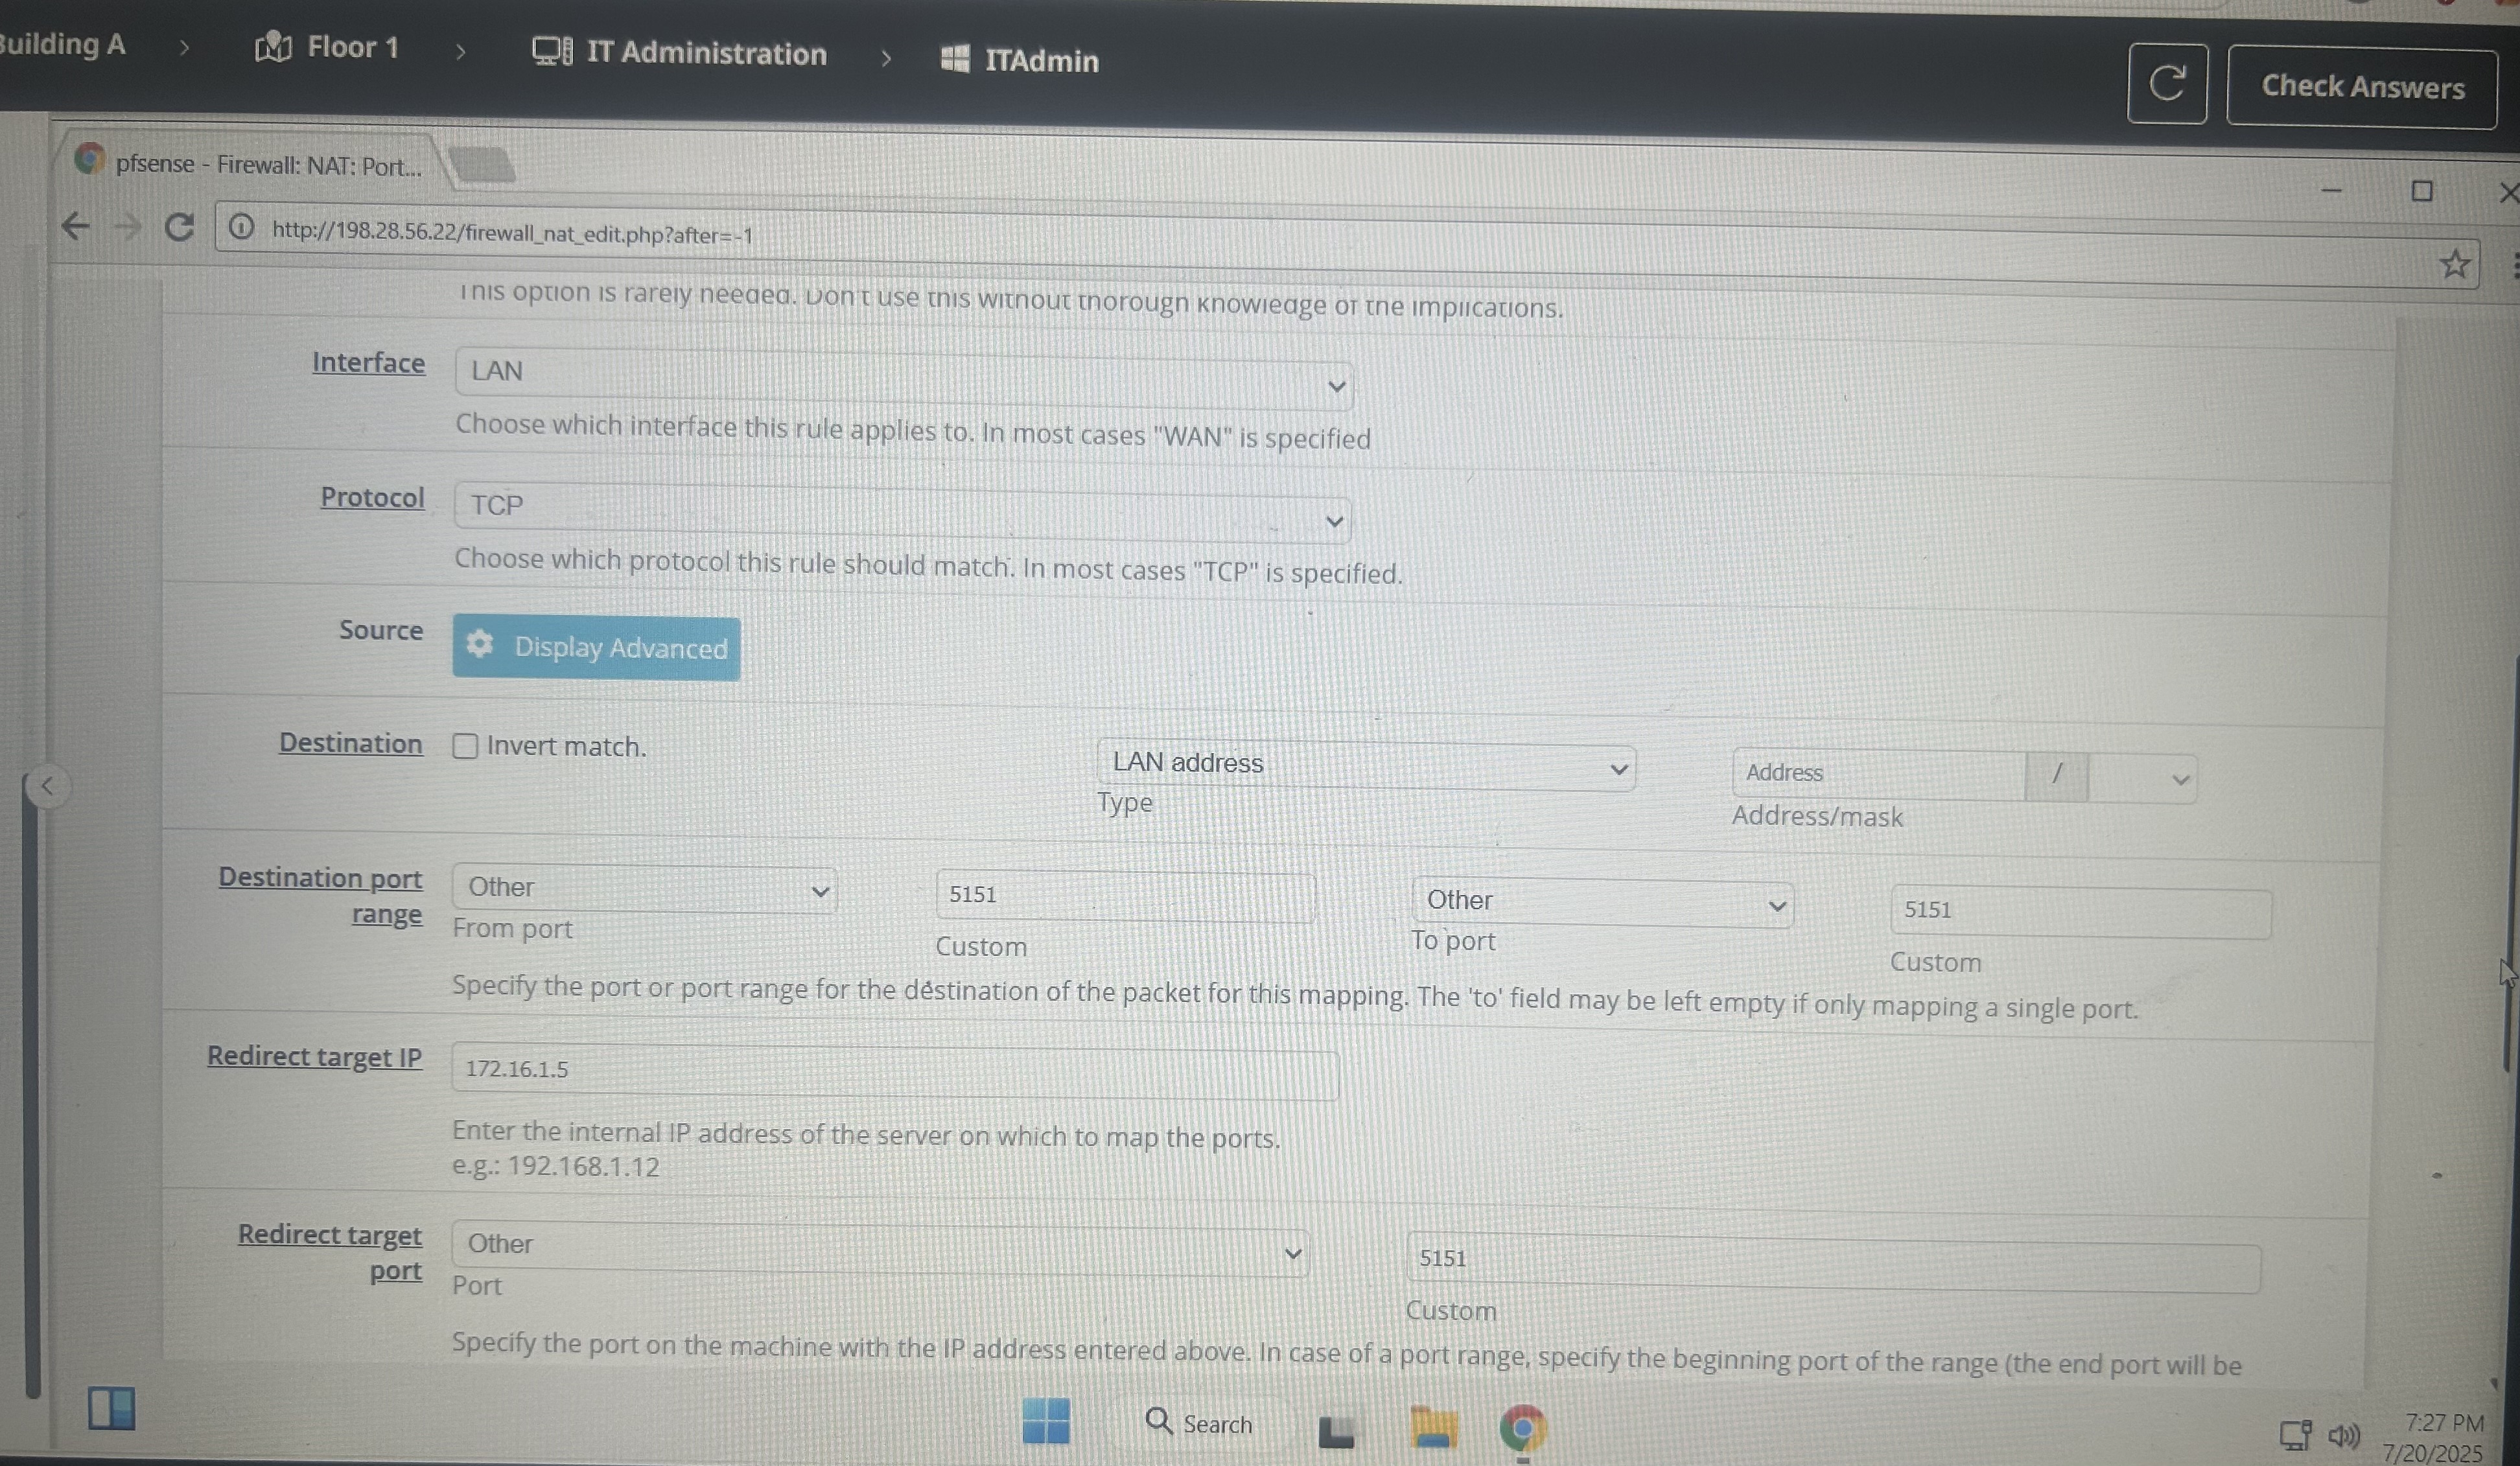 Building A > Floor 1 > IT Administration > ITAdmin
Check Answers
pfsense - Firewall: NAT: Port...
http://198.28.56.22/firewall_nat_edit.php?after=-1
This option is rarely needed. Don't use this without thorough knowledge of the implications.
Interface
LAN
Choose which interface this rule applies to. In most cases "WAN" is specified
Protocol
TCP
Choose which protocol this rule should match. In most cases "TCP" is specified.
Source
Display Advanced
Destination
Invert match.
LAN address
Type
Address
/
Address/mask
Destination port
range
Other
From port
5151
Custom
Other
To port
5151
Custom
Specify the port or port range for the destination of the packet for this mapping. The 'to' field may be left empty if only mapping a single port.
Redirect target IP
172.16.1.5
Enter the internal IP address of the server on which to map the ports.
e.g.: 192.168.1.12
Redirect target
port
Other
Port
5151
Custom
Specify the port on the machine with the IP address entered above. In case of a port range, specify the beginning port of the range (the end port will be
Search
7:27 PM
7/20/2025